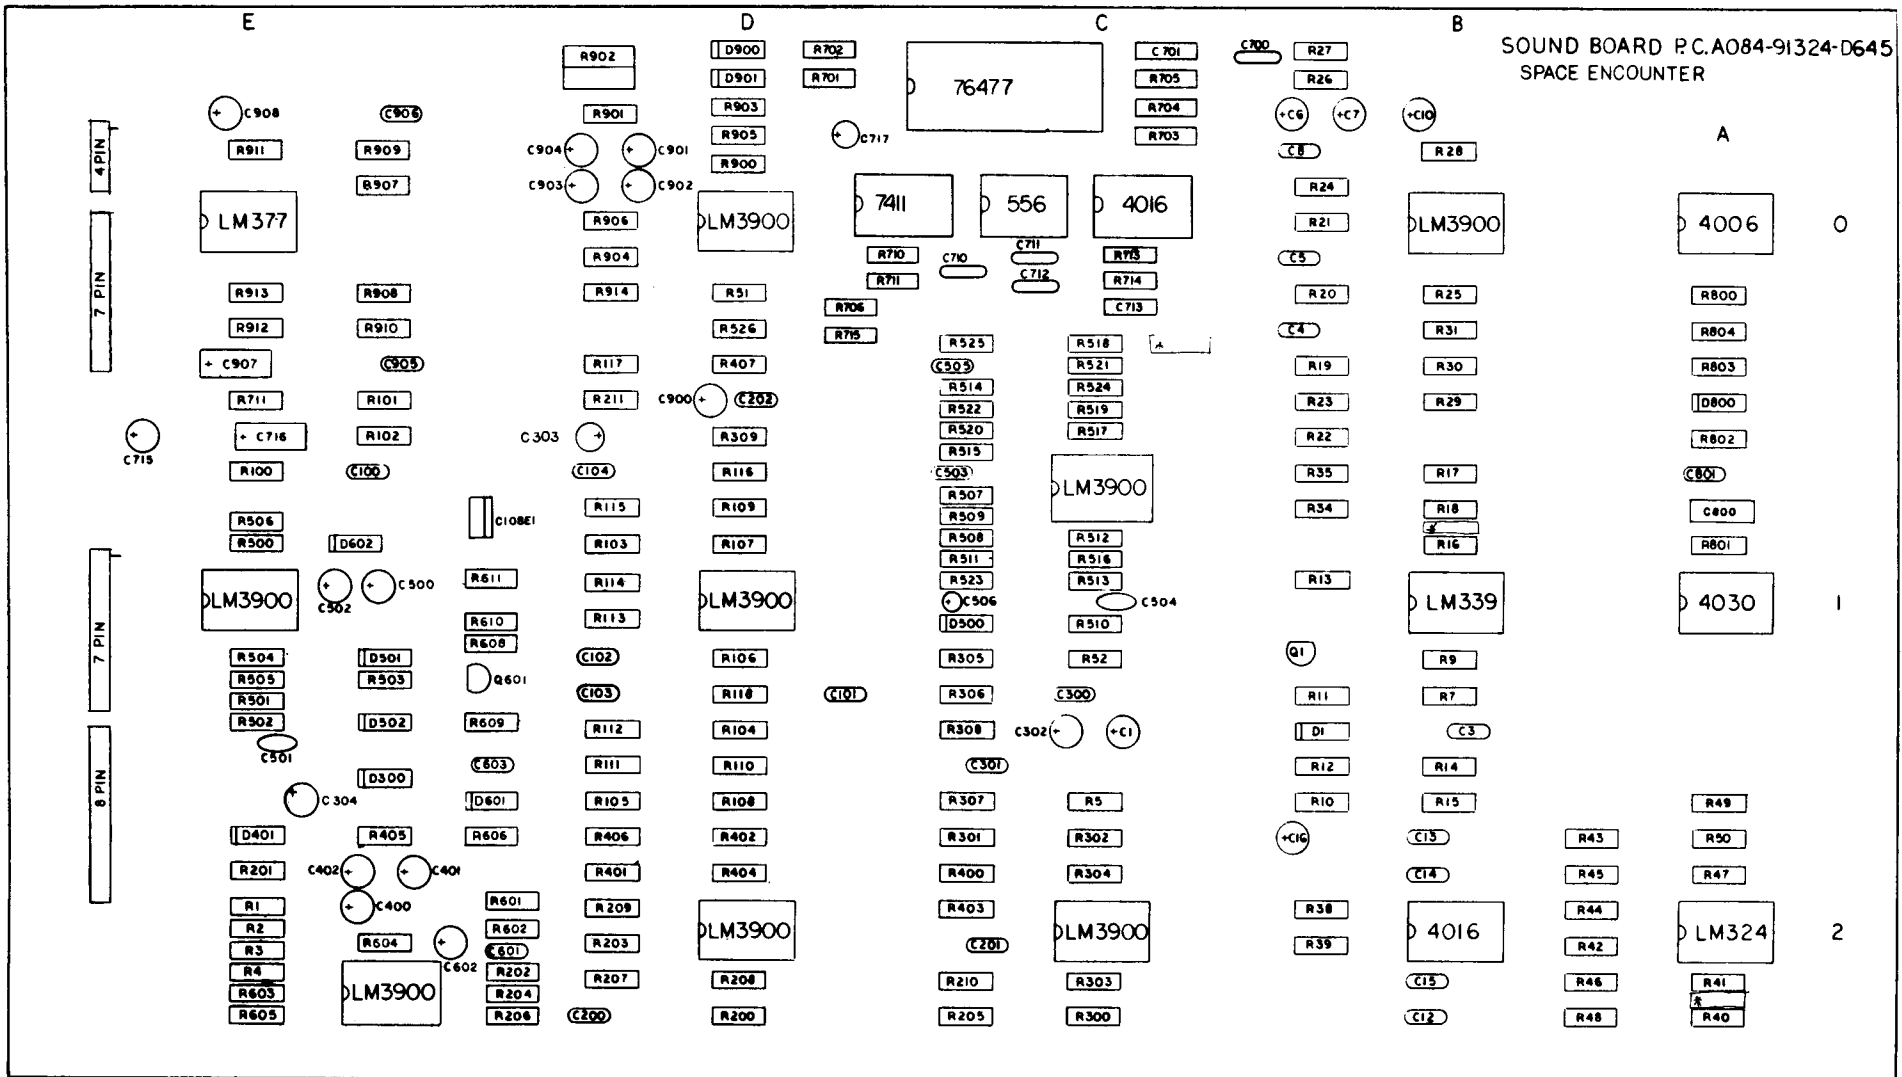 E D C B
SOUND BOARD P.C.A084-91324-D645
SPACE ENCOUNTER
R902 D900 R702 76477 C701 C700 R27
D901 R701 R705 R26
C908 C906 R901 R903 R704 +C6 +C7 +C10
R905 + C717 R703 A
4 PIN R911 R909 C904 C901 R900 C8 R28
R907 C903 C902 7411 556 4016 R24
LM377 R906 LM3900 R21 LM3900 4006 0
7 PIN R904 R710 C710 C711 R713 C5
R913 R908 R914 R51 R711 C712 R714 R20 R25 R800
R706 C713
R912 R910 R526 R715 C4 R31 R804
R525 R518 *
+ C907 C905 R117 R407 C505 R521 R19 R30 R803
R514 R524
R711 R101 R211 C900 + C202 R522 R519 R23 R29 D800
R520 R517
+ C715 + C716 R102 C303 R309 R515 R22 R802
R100 C100 C104 R116 C503 LM3900 R35 R17 C801
R507
C108E1 R115 R109 R509 R34 R18 C800
R506 *
R500 D602 R103 R107 R508 R512 R16 R801
R511 R516
LM3900 + C502 + C500 R611 R114 LM3900 R523 R513 R13 LM339 4030 1
+ C506 C504
7 PIN R610 R113 D500 R510
R608
R504 D501 C102 R106 R305 R52 Q1 R9
R505 R503 Q601
R501 C103 R118 C101 R306 C300 R11 R7
R502 D502 R609 R112 R104 R308 C302 + +C1 D1 C3
C501
8 PIN D300 C603 R111 R110 C301 R12 R14
+ C304 D601 R105 R108 R307 R5 R10 R15 R49
D401 R405 R606 R406 R402 R301 R302 +C16 C13 R43 R50
R201 C402 + + C401 R401 R404 R400 R304 C14 R45 R47
R1 + C400 R601 R209 LM3900 R403 LM3900 R38 4016 R44 LM324 2
R2 R602
R3 R604 + C602 C601 R203 C201 R39 R42
R4 LM3900 R202 R207 R208 R210 R303 C15 R46 R41
R603 R204 *
R605 R206 C200 R200 R205 R300 C12 R48 R40